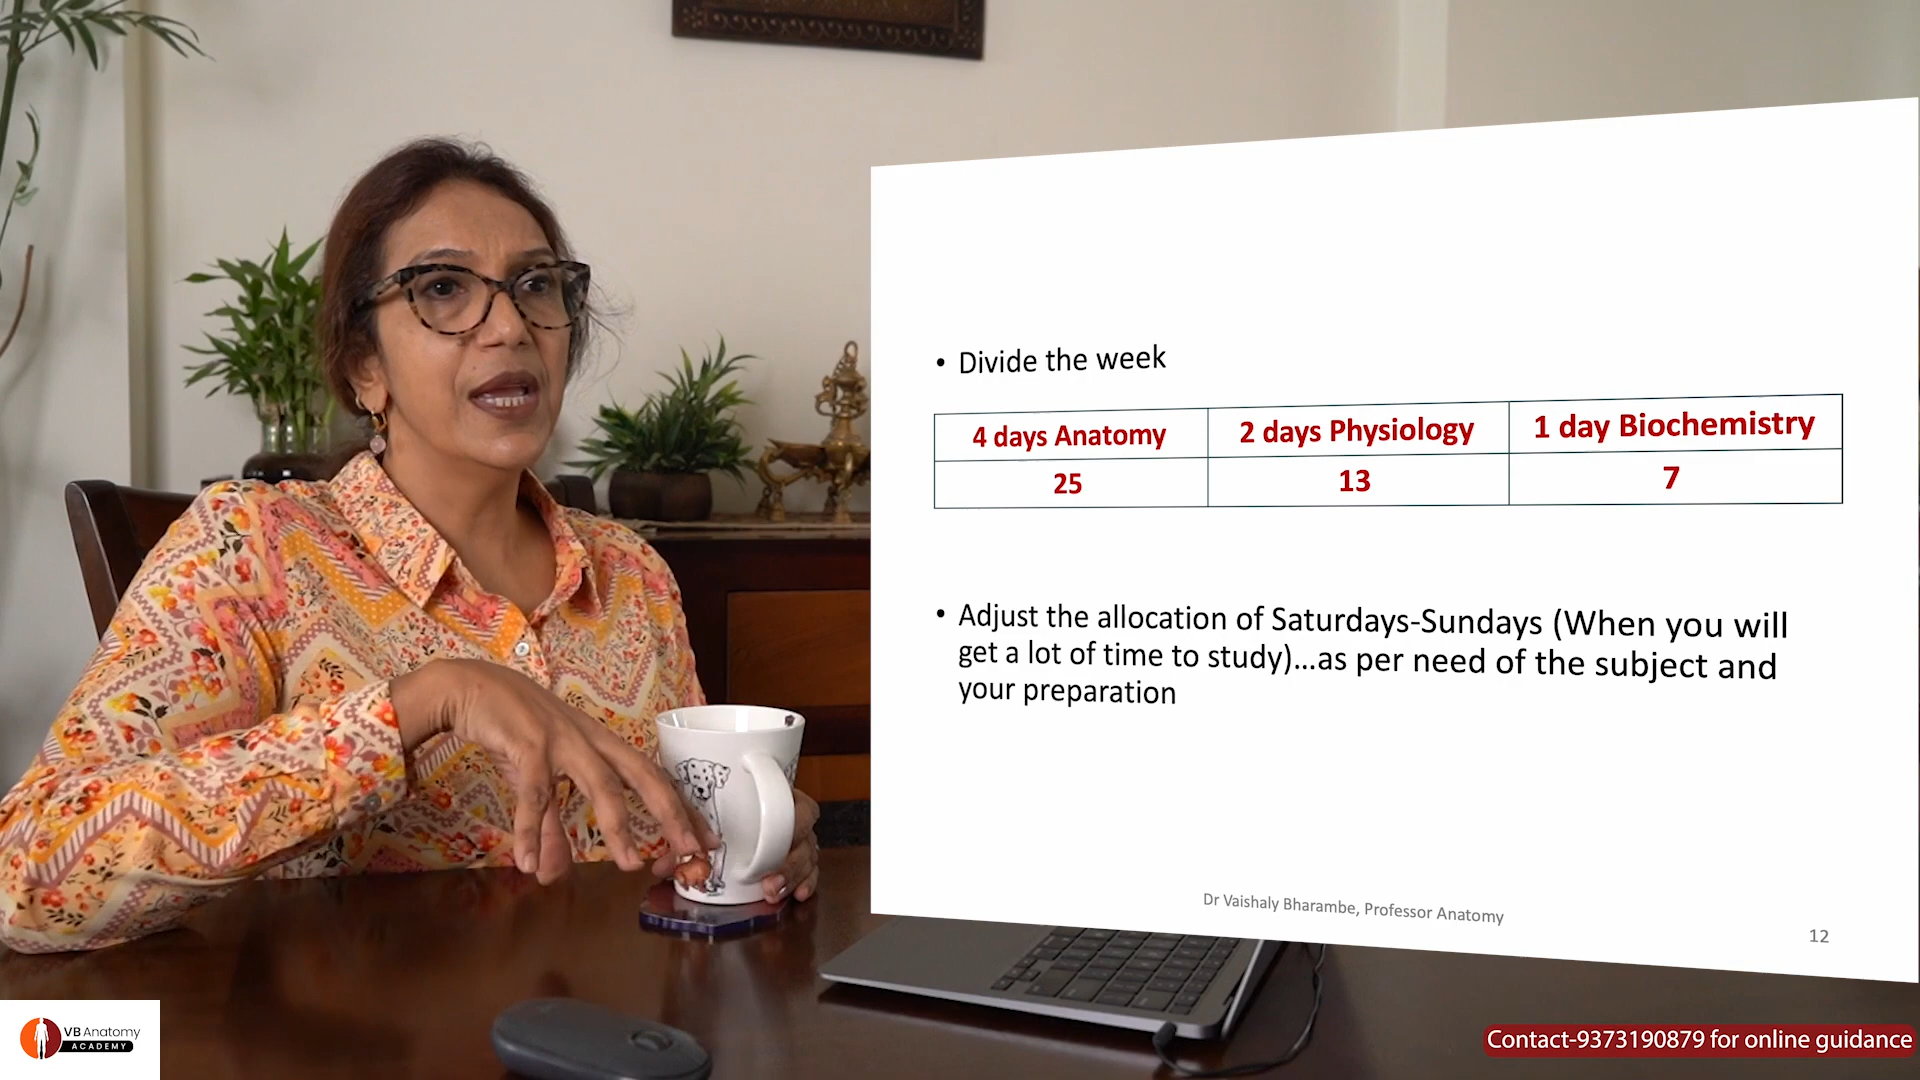 • Divide the week
4 days Anatomy 2 days Physiology 1 day Biochemistry
25 13 7
• Adjust the allocation of Saturdays-Sundays (When you will
get a lot of time to study)...as per need of the subject and
your preparation
Dr Vaishaly Bharambe, Professor Anatomy
12
VB Anatomy
ACADEMY
Contact-9373190879 for online guidance